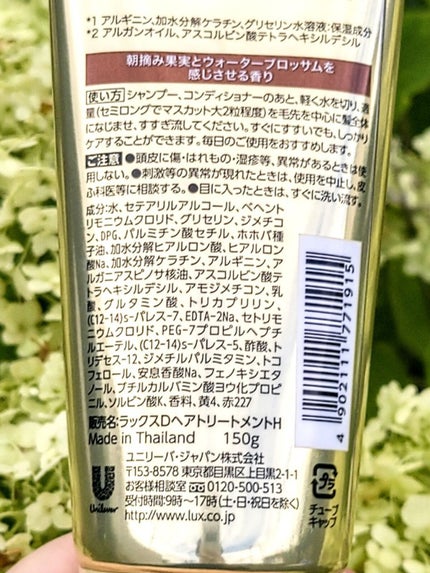 *1 アルギニン、加水分解ケラチン、グリセリン水溶液:保湿成分
*2 アルガンオイル、アスコルビン酸テトラヘキシルデシル
朝摘み果実とウォーターブロッサムを
感じさせる香り
使い方 シャンプー、コンディショナーのあと、軽く水を切り、適
量(セミロングでマスカット大2粒程度)を毛先を中心に髪全体
になじませ、すすぎ流してください。すぐにすすいでも、しっかり
ケアすることができます。毎日のご使用をおすすめします。
ご注意 ●頭皮に傷・はれもの・湿疹等、異常があるときは使
用しない。●刺激等の異常が現れたときは、使用を中止し、皮
ふ科医等に相談する。●目に入ったときは、すぐに洗い流す。
成分:水、セテアリルアルコール、ベヘント
リモニウムクロリド、グリセリン、ジメチコ
ン、DPG、パルミチン酸セチル、ホホバ種
子油、加水分解ヒアルロン酸、ヒアルロン
酸Na、加水分解ケラチン、アルギニン、ア
ルガニアスピノサ核油、アスコルビン酸テ
トラヘキシルデシル、アモジメチコン、乳
酸、グルタミン酸、トリカプリリン、
(C12-14)s-パレス-7、EDTA-2Na、セトリモ
ニウムクロリド、PEG-7プロピルヘプチ
ルエーテル、(C12-14)s-パレス-5、酢酸、ト
リデセス-12、ジメチルパルミタミン、トコ
フェロール、安息香酸Na、フェノキシエタ
ノール、ブチルカルバミン酸ヨウ化プロピ
ニル、ソルビン酸K、香料、黄4、赤227
販売名:ラックスDヘアトリートメントH
Made in Thailand 150g
ユニリーバ・ジャパン株式会社
〒153-8578 東京都目黒区上目黒2-1-1
お客様相談室 0120-500-513
受付時間:9時〜17時(土・日・祝日を除く)
http://www.lux.co.jp
Unilever
4 902111 771915
プラ
チューブ
キャップ